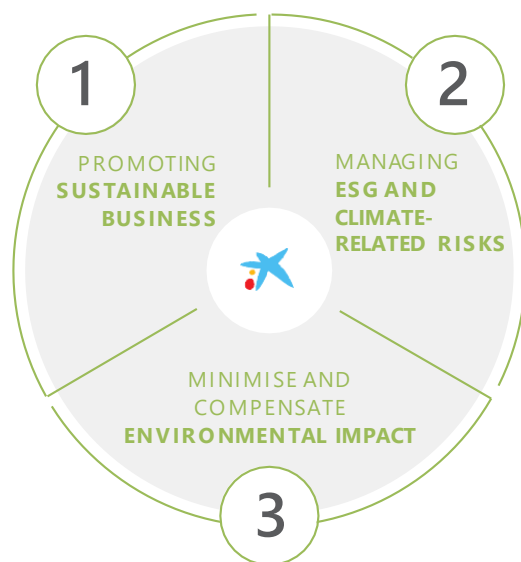 1
PROMOTING
SUSTAINABLE
BUSINESS
2
MANAGING
ESG AND
CLIMATE-
RELATED RISKS
MINIMISE AND
COMPENSATE
ENVIRONMENTAL IMPACT
3